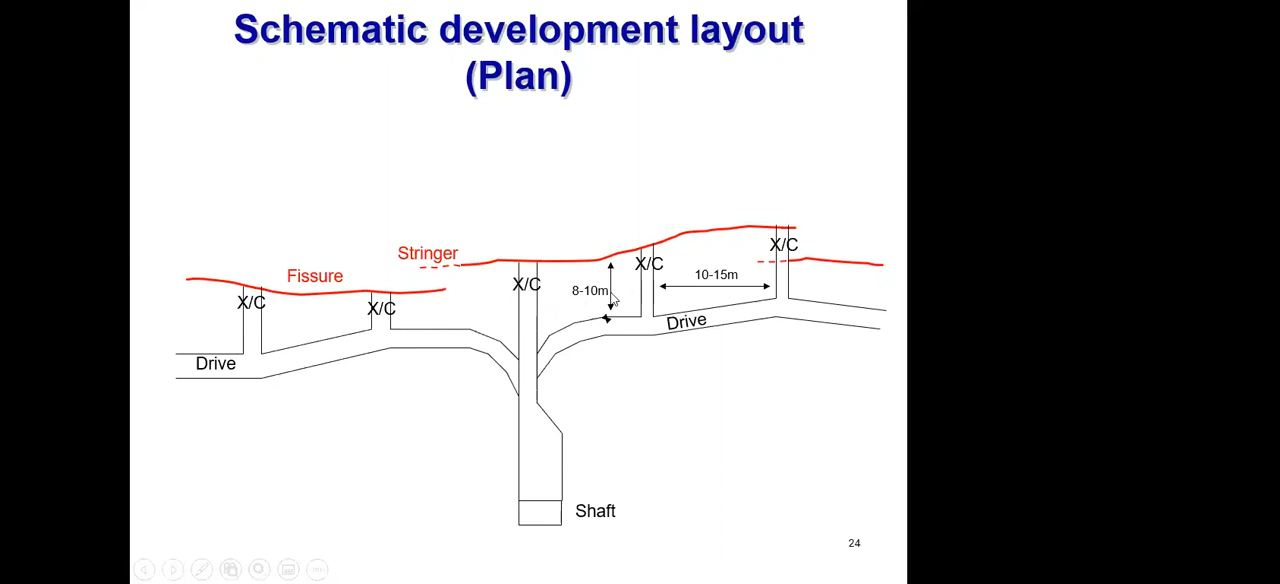 Schematic development layout
(Plan)
Stringer
Fissure
X/C
X/C
X/C
X/C
X/C
10-15m
8-10m
Drive
Drive
Shaft
24